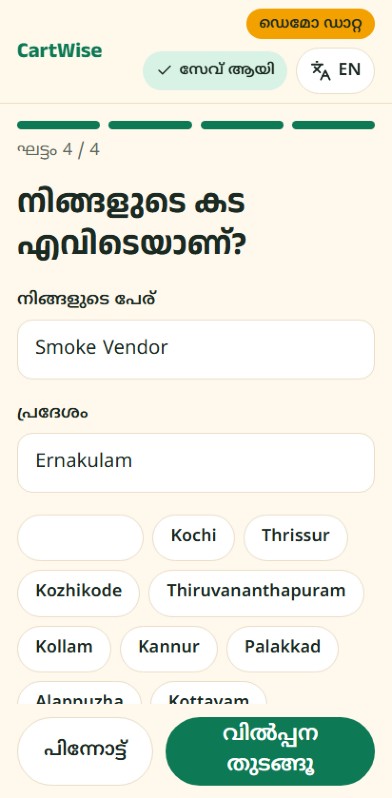 ഡെമോ ഡാറ്റ
CartWise
സേവ് ആയി
EN
ഘട്ടം 4 / 4
നിങ്ങളുടെ കട
എവിടെയാണ്?
നിങ്ങളുടെ പേര്
Smoke Vendor
പ്രദേശം
Ernakulam
Kochi
Thrissur
Kozhikode
Thiruvananthapuram
Kollam
Kannur
Palakkad
Alappuzha
Kottayam
പിന്നോട്ട്
വിൽപ്പന
തുടങ്ങൂ